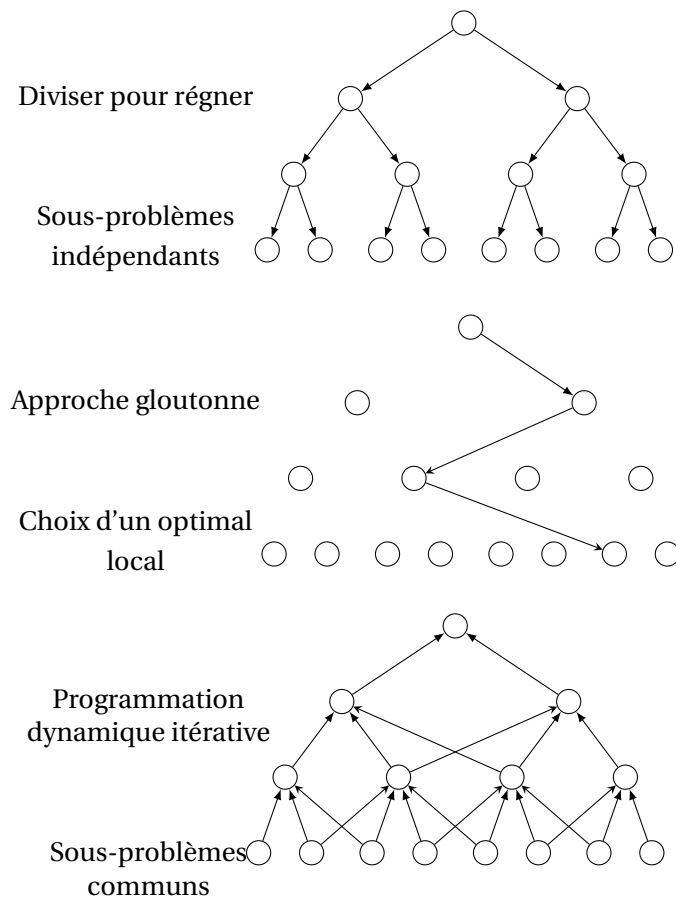 Diviser pour régner
Sous-problèmes
indépendants
Approche gloutonne
Choix d'un optimal
local
Programmation
dynamique itérative
Sous-problèmes
communs